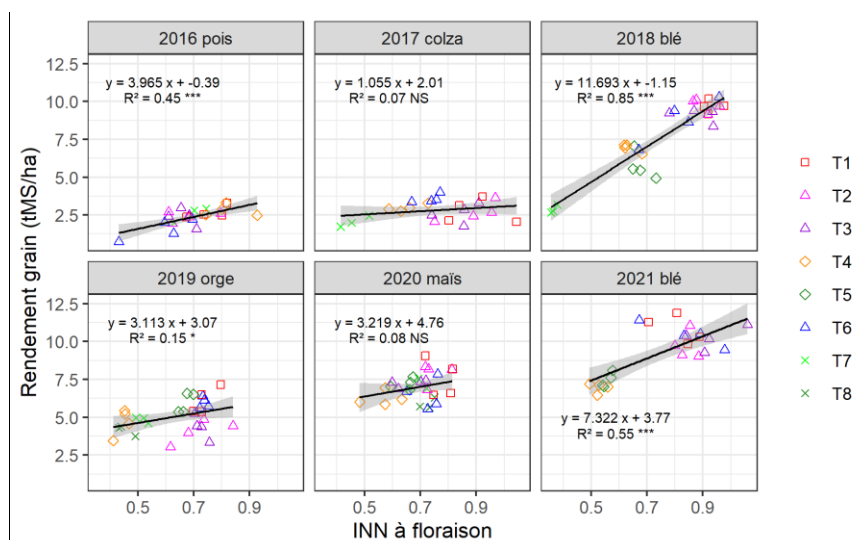 2016 pois
2017 colza
2018 blé
12.5
10.0
7.5
5.0
2.5
y = 3.965 x + -0.39
R² = 0.45 ***
y = 1.055 x + 2.01
R² = 0.07 NS
y = 11.693 x + -1.15
R² = 0.85 ***
2019 orge
2020 maïs
2021 blé
12.5
10.0
7.5
5.0
2.5
y = 3.113 x + 3.07
R² = 0.15 *
y = 3.219 x + 4.76
R² = 0.08 NS
y = 7.322 x + 3.77
R² = 0.55 ***
0.5 0.7 0.9
0.5 0.7 0.9
0.5 0.7 0.9
INN à floraison
Rendement grain (tMS/ha)
T1
T2
T3
T4
T5
T6
T7
T8